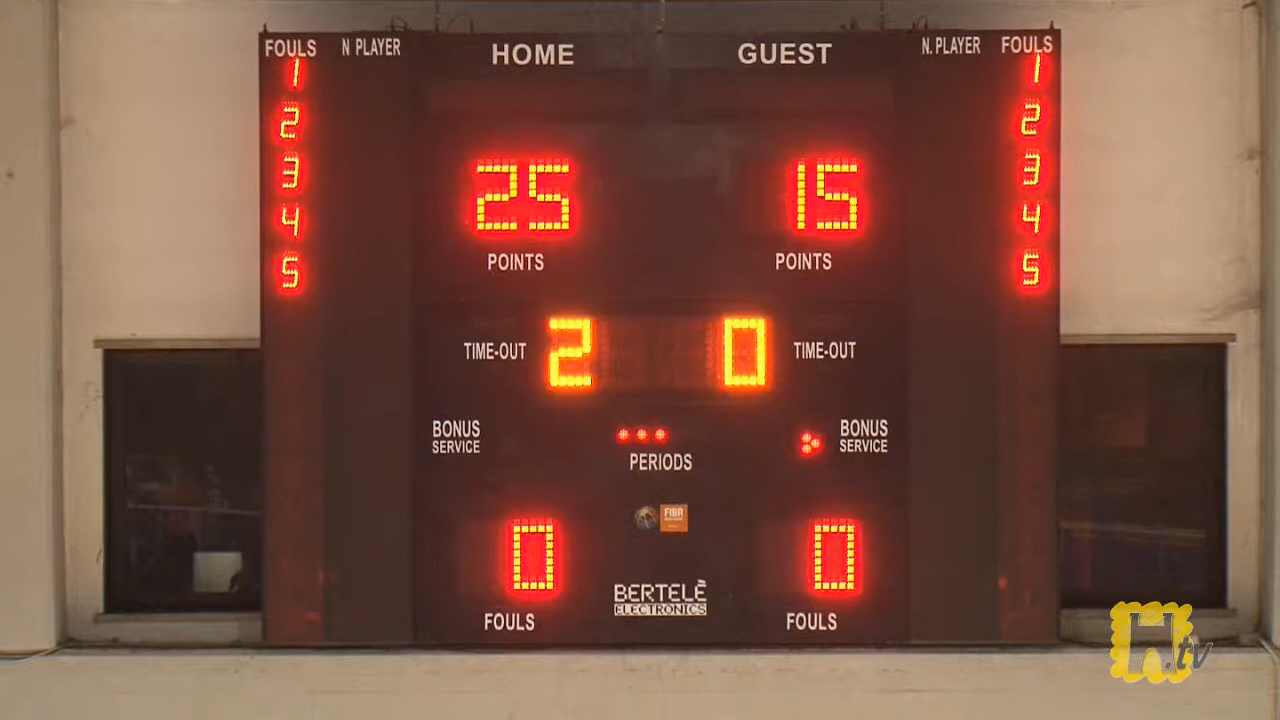 FOULS N PLAYER HOME GUEST N. PLAYER FOULS
1 1
2 2
3 3
4 4
5 5
25 15
POINTS POINTS
TIME-OUT 2 0 TIME-OUT
BONUS SERVICE BONUS SERVICE
PERIODS
FIBA
0 0
BERTELÈ
ELECTRONICS
FOULS FOULS
H.tv